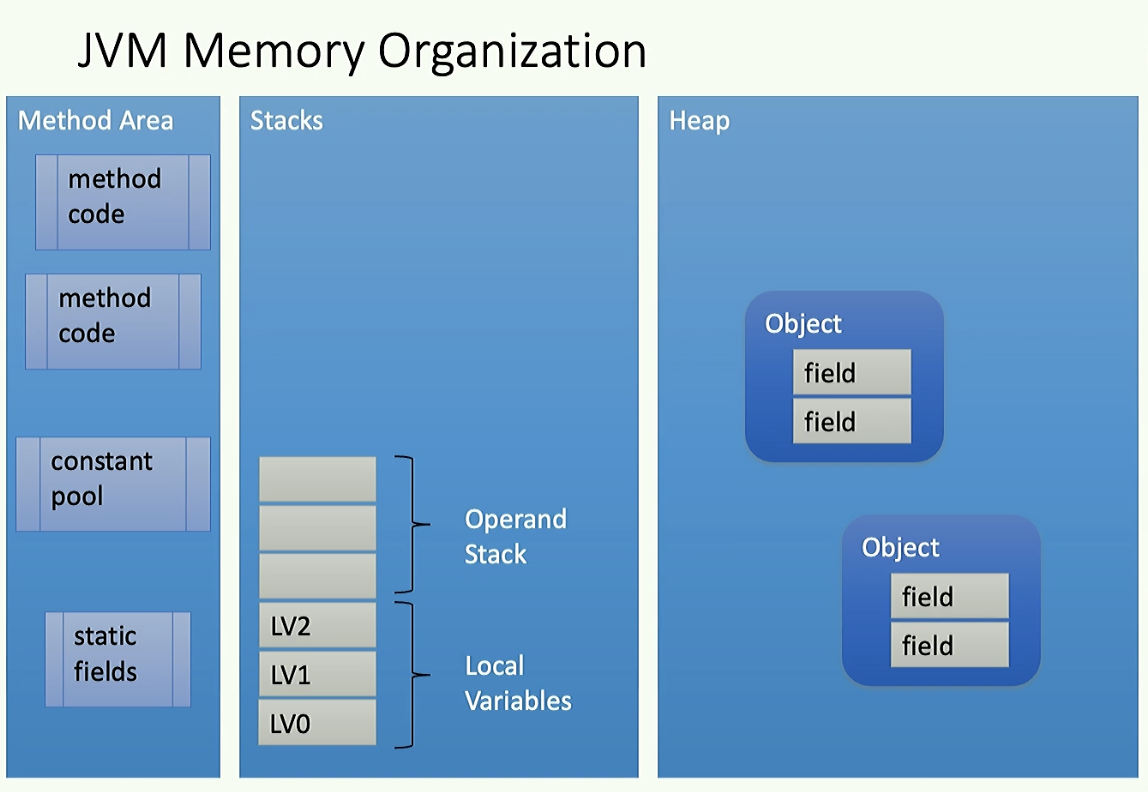 JVM Memory Organization
Method Area
method
code
method
code
constant
pool
static
fields
Stacks
Operand
Stack
LV2
LV1
LV0
Local
Variables
Heap
Object
field
field
Object
field
field